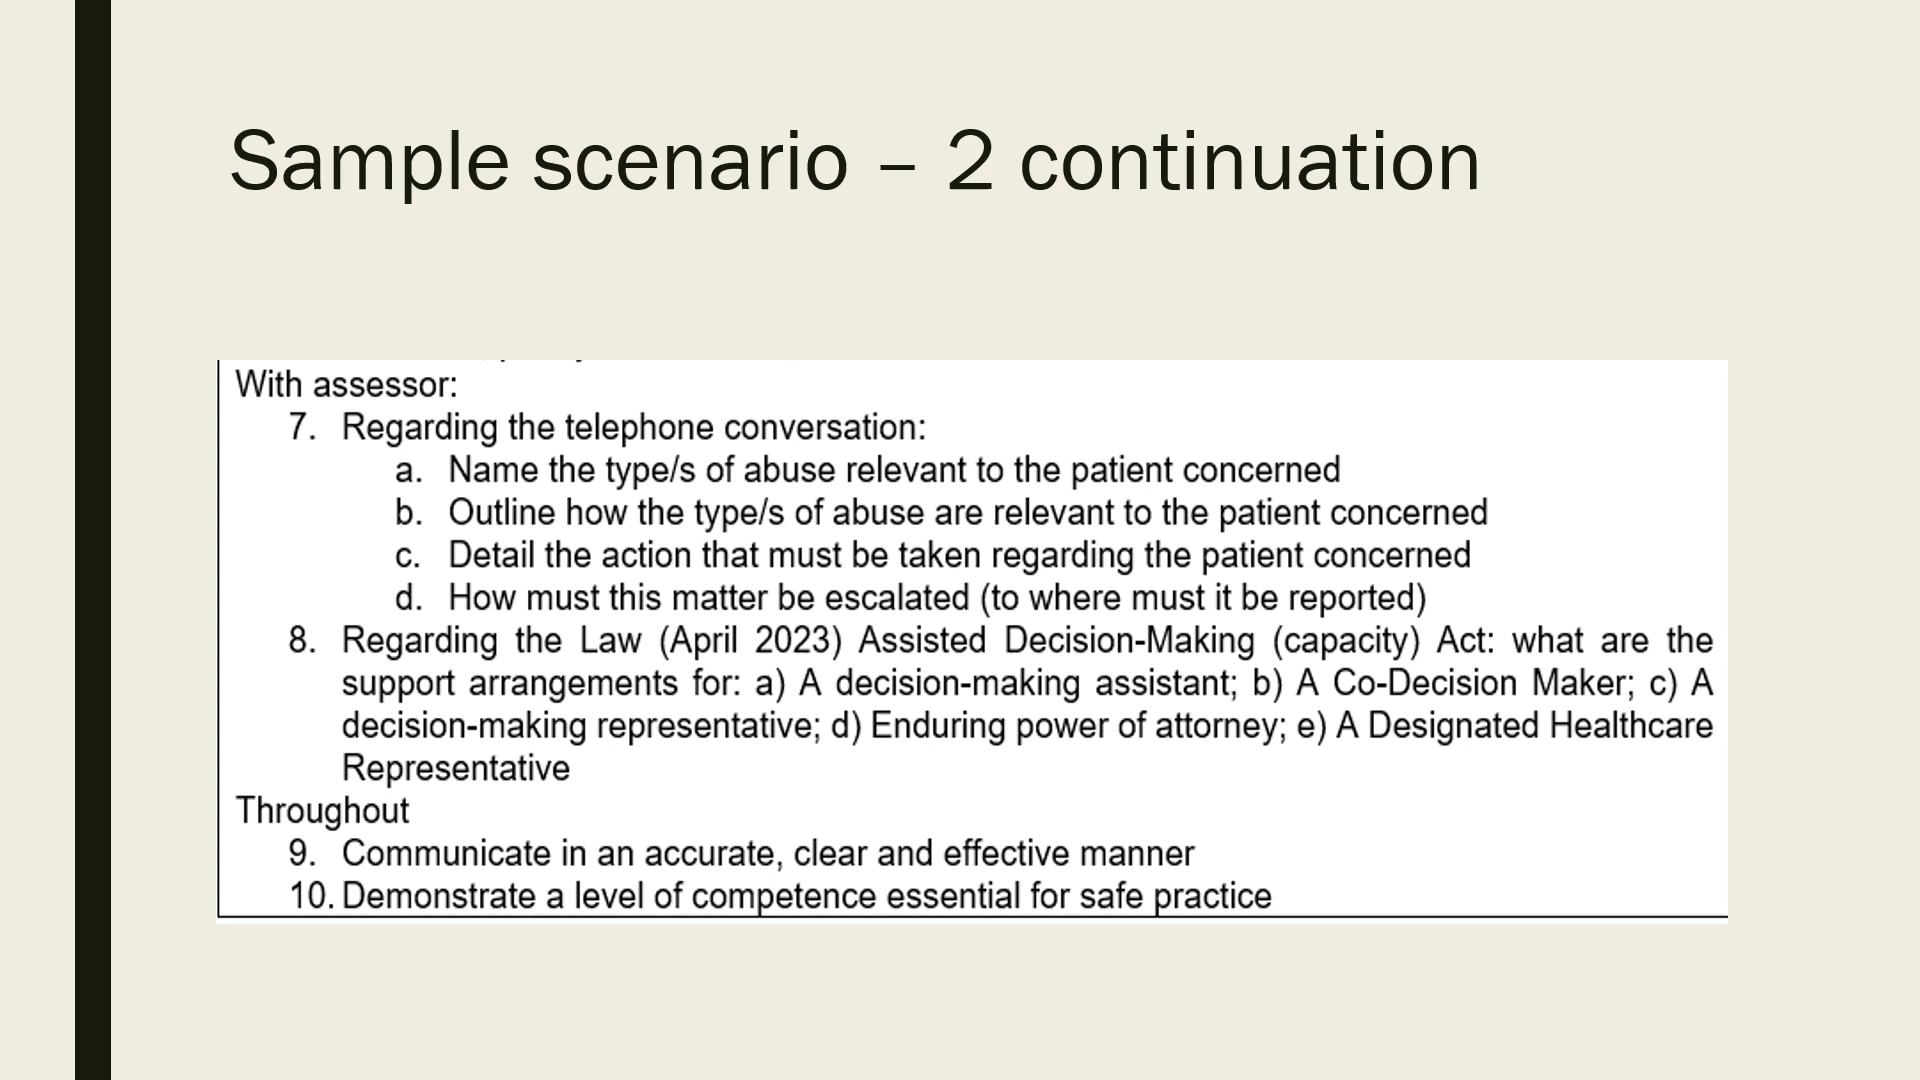 Sample scenario – 2 continuation
With assessor:
7. Regarding the telephone conversation:
a. Name the type/s of abuse relevant to the patient concerned
b. Outline how the type/s of abuse are relevant to the patient concerned
c. Detail the action that must be taken regarding the patient concerned
d. How must this matter be escalated (to where must it be reported)
8. Regarding the Law (April 2023) Assisted Decision-Making (capacity) Act: what are the
support arrangements for: a) A decision-making assistant; b) A Co-Decision Maker; c) A
decision-making representative; d) Enduring power of attorney; e) A Designated Healthcare
Representative
Throughout
9. Communicate in an accurate, clear and effective manner
10. Demonstrate a level of competence essential for safe practice